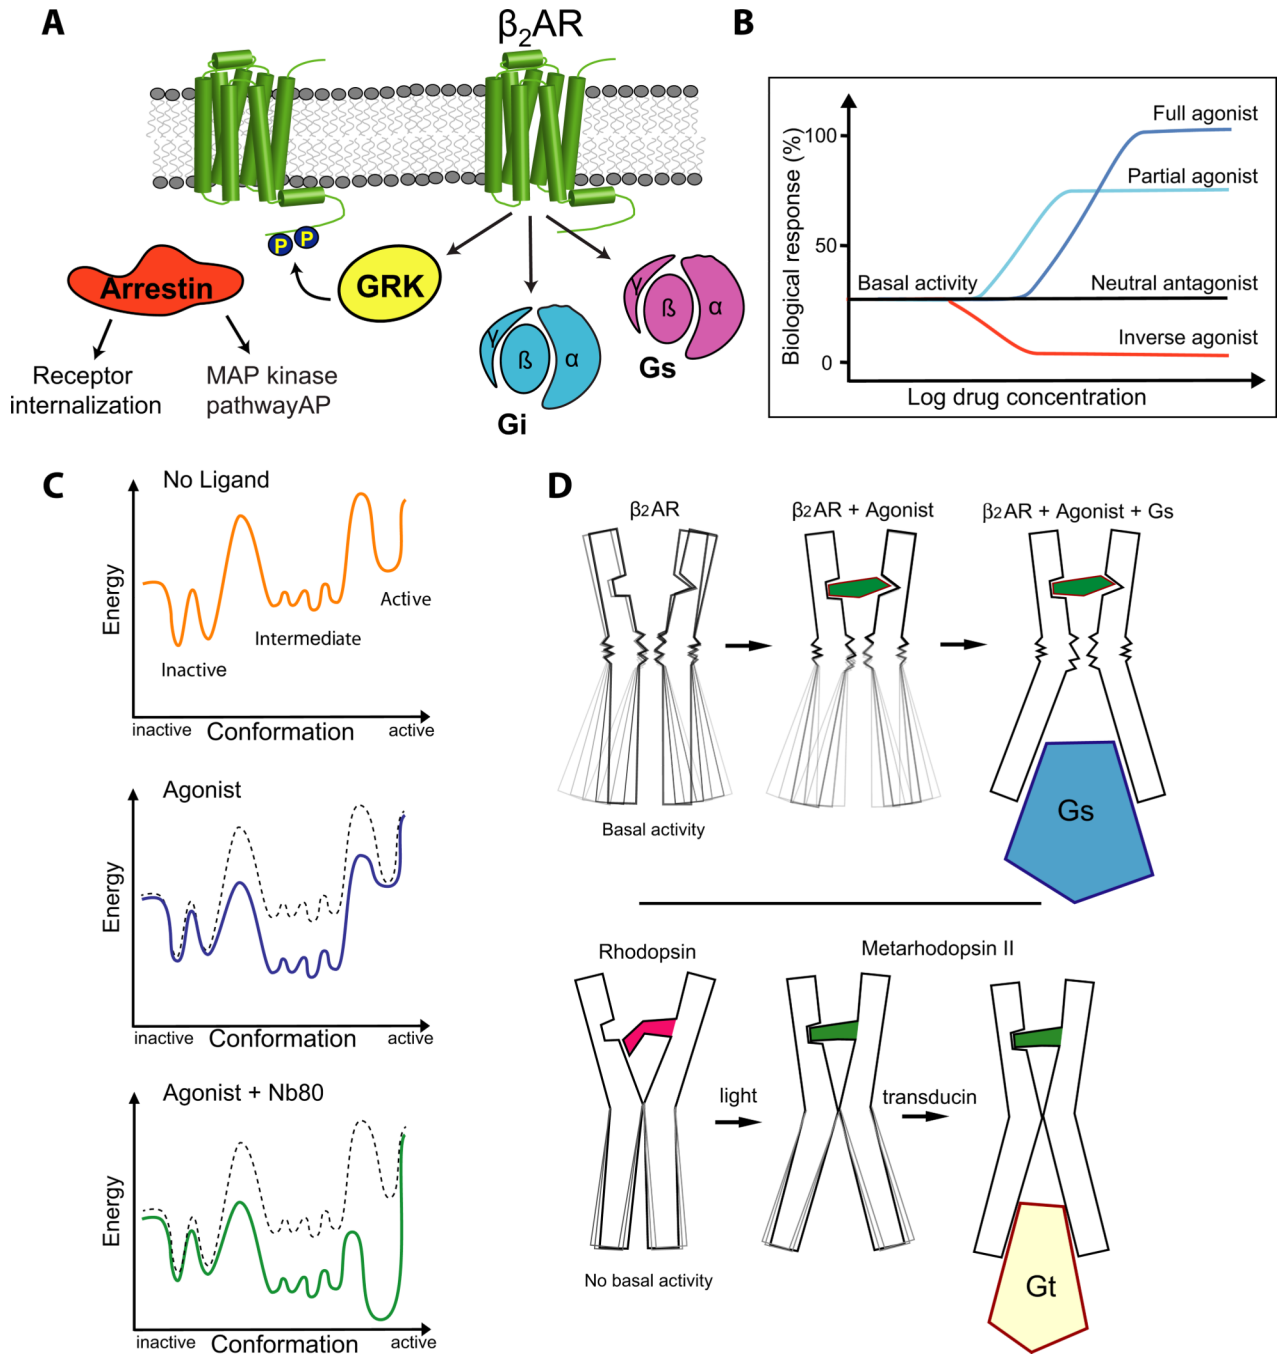 A
β2AR
P P
Arrestin
GRK
Receptor
internalization
MAP kinase
pathwayAP
γ ß α
Gi
γ ß α
Gs
B
Biological response (%)
100
50
0
Full agonist
Partial agonist
Basal activity
Neutral antagonist
Inverse agonist
Log drug concentration
C
No Ligand
Energy
Active
Intermediate
Inactive
inactive Conformation active
Agonist
Energy
inactive Conformation active
Agonist + Nb80
Energy
inactive Conformation active
D
β2AR
β2AR + Agonist
β2AR + Agonist + Gs
Basal activity
Gs
Rhodopsin
Metarhodopsin II
light
transducin
No basal activity
Gt